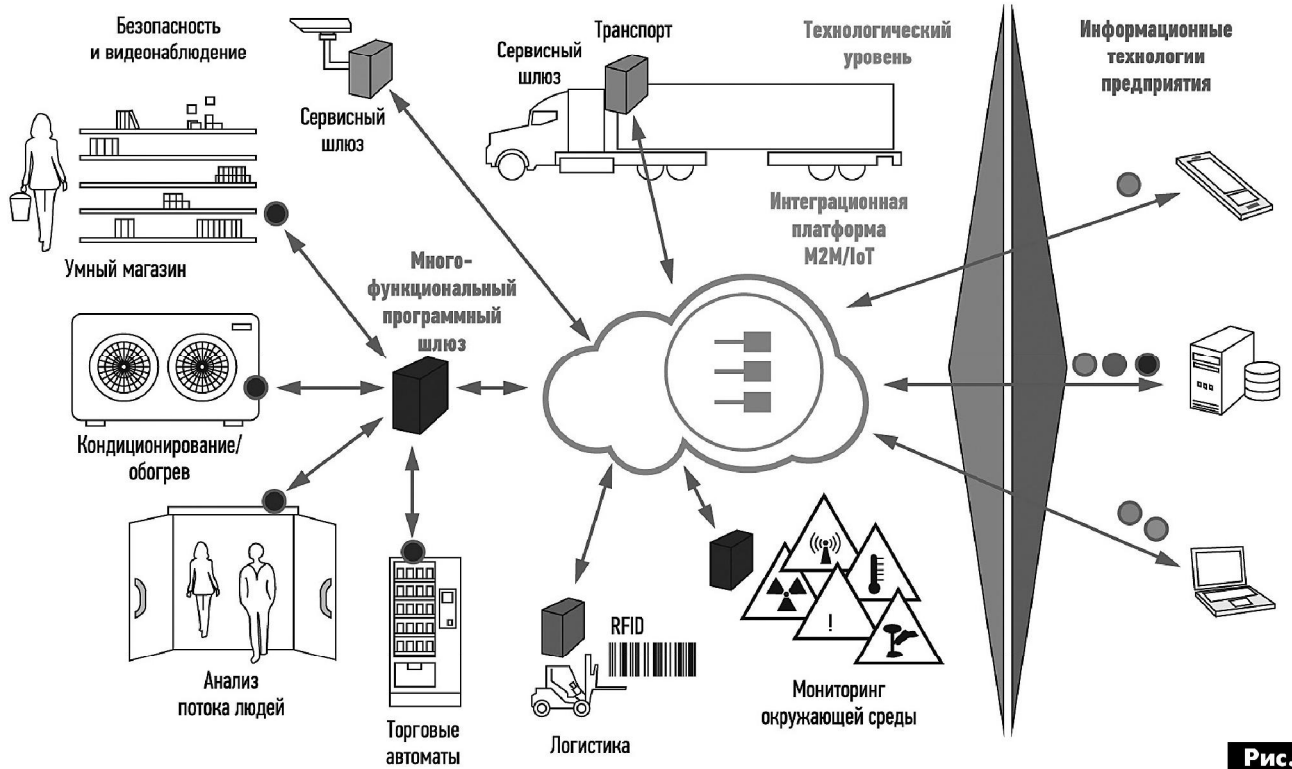 Безопасность
и видеонаблюдение
Сервисный
шлюз
Транспорт
Сервисный
шлюз
Технологический
уровень
Информационные
технологии
предприятия
Умный магазин
Много-
функциональный
программный
шлюз
Интеграционная
платформа
M2M/IoT
Кондиционирование/
обогрев
Анализ
потока людей
Торговые
автоматы
RFID
Логистика
!
Мониторинг
окружающей среды
Рис.